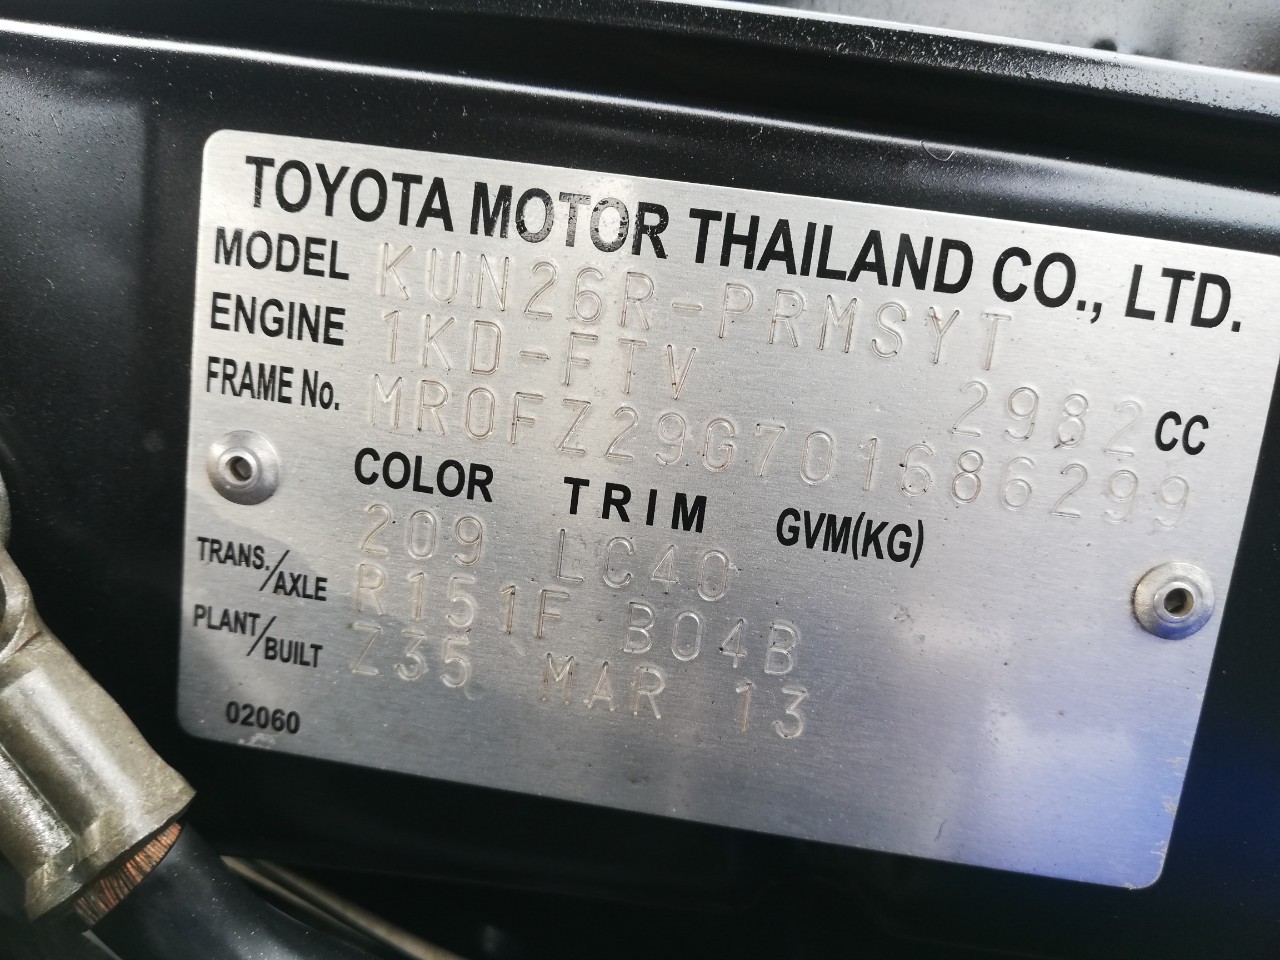 TOYOTA MOTOR THAILAND CO., LTD.
MODEL KUN26R-PRMSYT
ENGINE 1KD-FTV 2982 CC
FRAME No. MR0FZ29G701686299
COLOR TRIM GVM(KG)
209 LC40
TRANS./AXLE R151F B04B
PLANT/BUILT Z35 MAR 13
02060